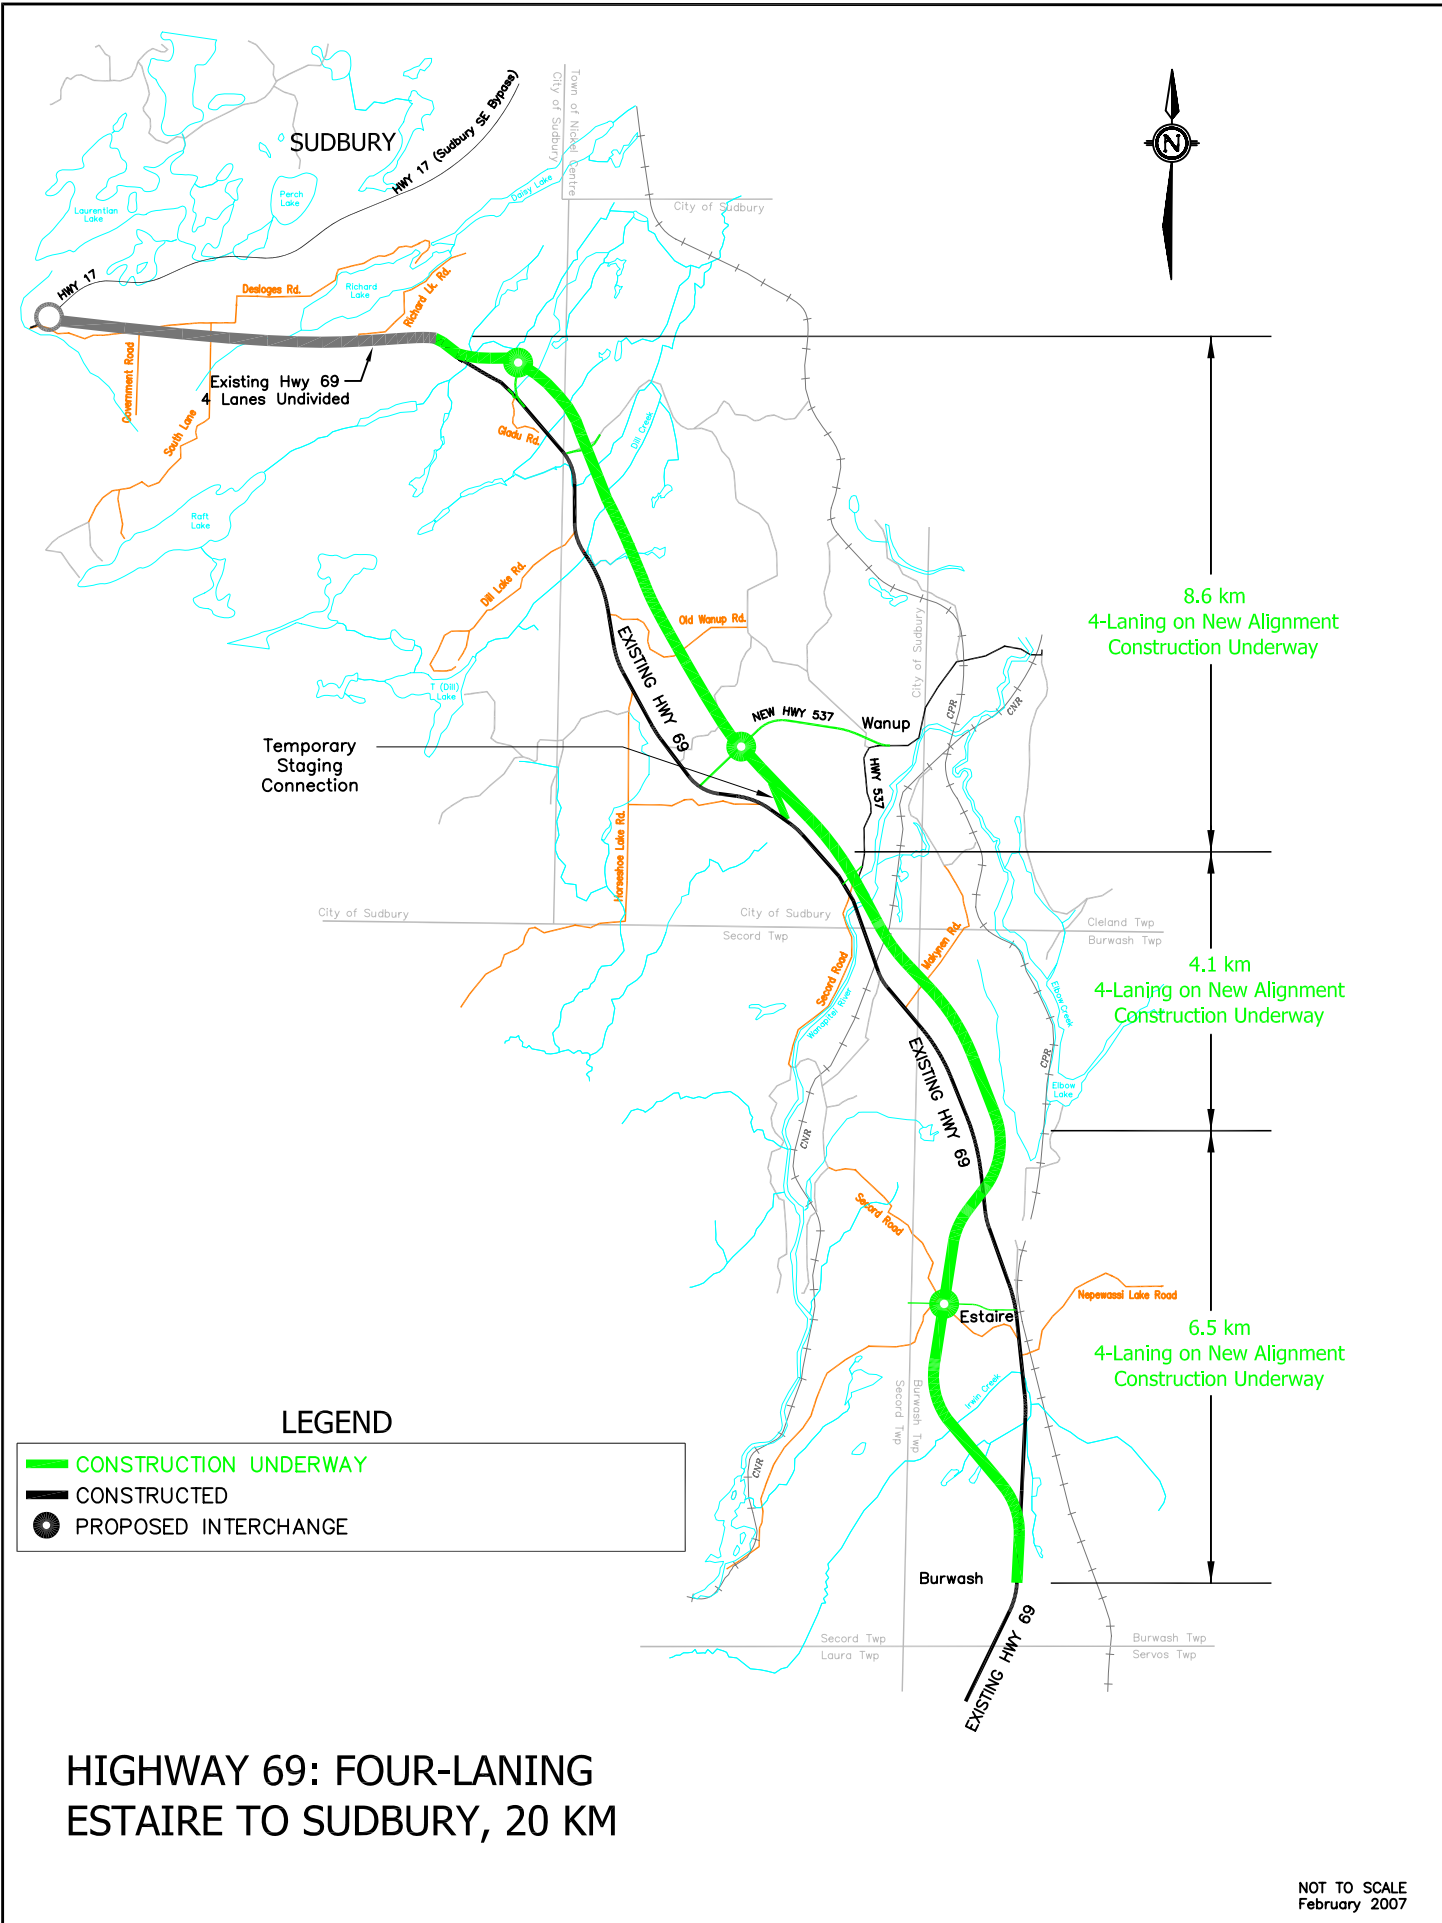 SUDBURY
HWY 17 (Sudbury SE Bypass)
HWY 17
Town of Nickel Centre
City of Sudbury
City of Sudbury
N
Daisy Lake
Perch
Lake
Laurentian
Lake
Richard
Lake
Desloges Rd.
Richard Lk. Rd.
Government Road
South Lane
Existing Hwy 69
4 Lanes Undivided
Gladu Rd.
Dill Creek
Raft
Lake
Dill Lake Rd.
Old Wanup Rd.
EXISTING HWY 69
T (Dill)
Lake
City of Sudbury
8.6 km
4-Laning on New Alignment
Construction Underway
CPR
CNR
NEW HWY 537
Wanup
HWY 537
Temporary
Staging
Connection
Horseshoe Lake Rd.
City of Sudbury
City of Sudbury
Secord Twp
Cleland Twp
Burwash Twp
Makynen Rd.
Secord Road
Wanapitei River
4.1 km
4-Laning on New Alignment
Construction Underway
Elbow Creek
CPR
Elbow
Lake
EXISTING HWY 69
CNR
Secord Road
Nepewassi Lake Road
Estaire
6.5 km
4-Laning on New Alignment
Construction Underway
Irwin Creek
Burwash Twp
Secord Twp
CNR
LEGEND
CONSTRUCTION UNDERWAY
CONSTRUCTED
PROPOSED INTERCHANGE
Burwash
EXISTING HWY 69
Secord Twp
Laura Twp
Burwash Twp
Servos Twp
HIGHWAY 69: FOUR-LANING
ESTAIRE TO SUDBURY, 20 KM
NOT TO SCALE
February 2007